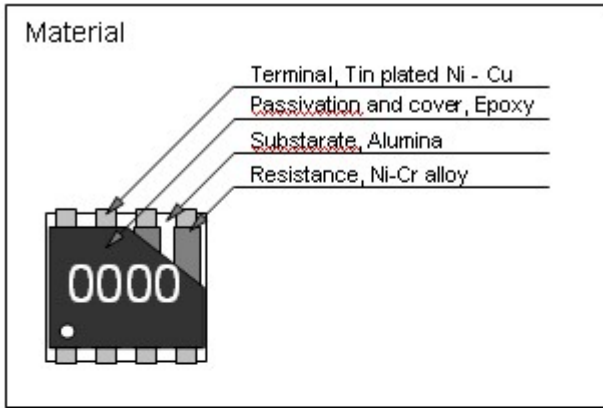 Material
Terminal, Tin plated Ni - Cu
Passivation and cover, Epoxy
Substarate, Alumina
Resistance, Ni-Cr alloy
0000